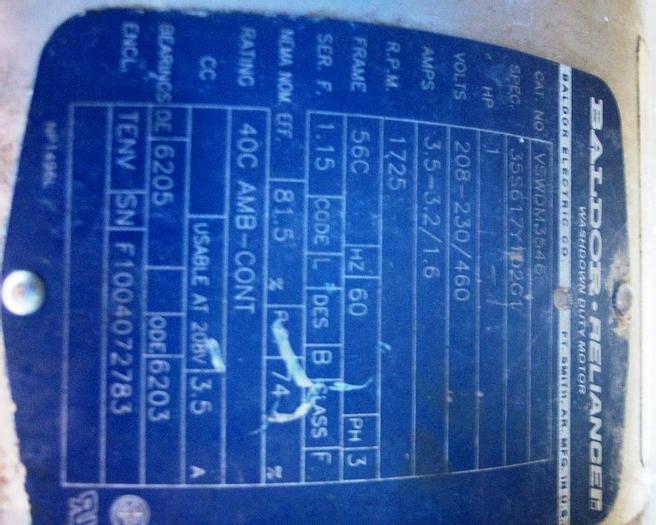 BALDOR • RELIANCER
WASHDOWN DUTY MOTOR
BALDOR ELECTRIC CO. FT. SMITH, AR. MFG. IN U.S.
CAT. NO. VSWDM3546
SPEC.
HP 1
VOLTS 208-230/460
AMPS 3.5-3.2/1.6
R.P.M. 1725
FRAME 56C HZ 60 PH 3
SER. F. 1.15 CODE L DES B CLASS F
NEMA NOM. EFF. 81.5 % 74 %
RATING 40C AMB-CONT
CC USABLE AT 208V 3.5 A
BEARINGS DE 6205 ODE 6203
ENCL. TENV SN F1004072783